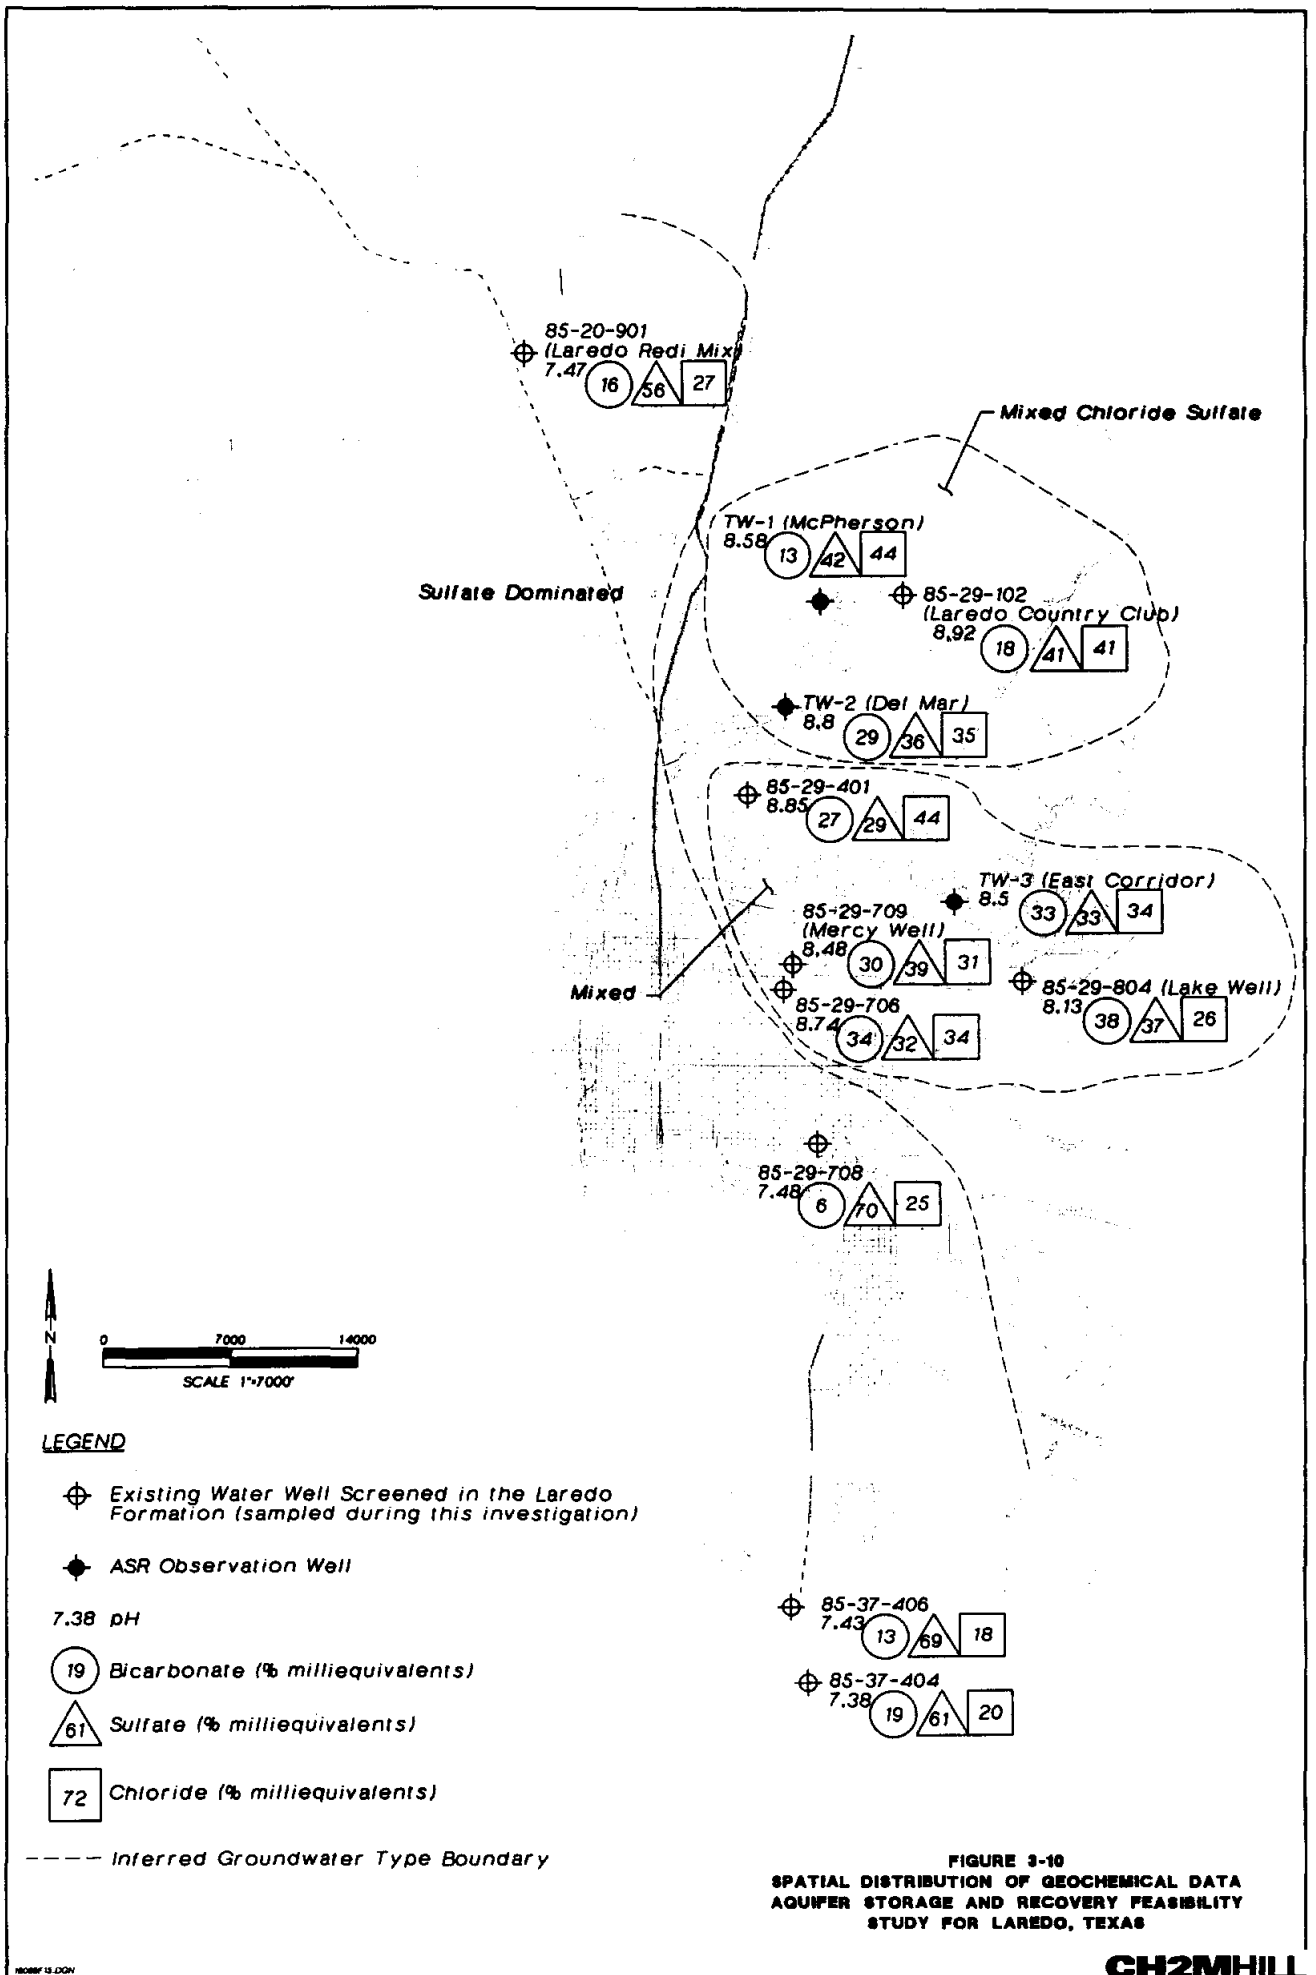 85-20-901
(Laredo Redi Mix)
7.47
16 56 27
Mixed Chloride Sulfate
TW-1 (McPherson)
8.58
13 42 44
Sulfate Dominated
85-29-102
(Laredo Country Club)
8.92
18 41 41
TW-2 (Del Mar)
8.8
29 36 35
85-29-401
8.85
27 29 44
TW-3 (East Corridor)
8.5
33 33 34
85-29-709
(Mercy Well)
8.48
30 39 31
Mixed
85-29-804 (Lake Well)
8.13
38 37 26
85-29-706
8.74
34 32 34
85-29-708
7.48
6 70 25
N
0 7000 14000
SCALE 1"=7000'
LEGEND
Existing Water Well Screened in the Laredo
Formation (sampled during this investigation)
ASR Observation Well
7.38 pH
19 Bicarbonate (% milliequivalents)
61 Sulfate (% milliequivalents)
72 Chloride (% milliequivalents)
Inferred Groundwater Type Boundary
85-37-406
7.43
13 69 18
85-37-404
7.38
19 61 20
FIGURE 3-10
SPATIAL DISTRIBUTION OF GEOCHEMICAL DATA
AQUIFER STORAGE AND RECOVERY FEASIBILITY
STUDY FOR LAREDO, TEXAS
CH2MHILL